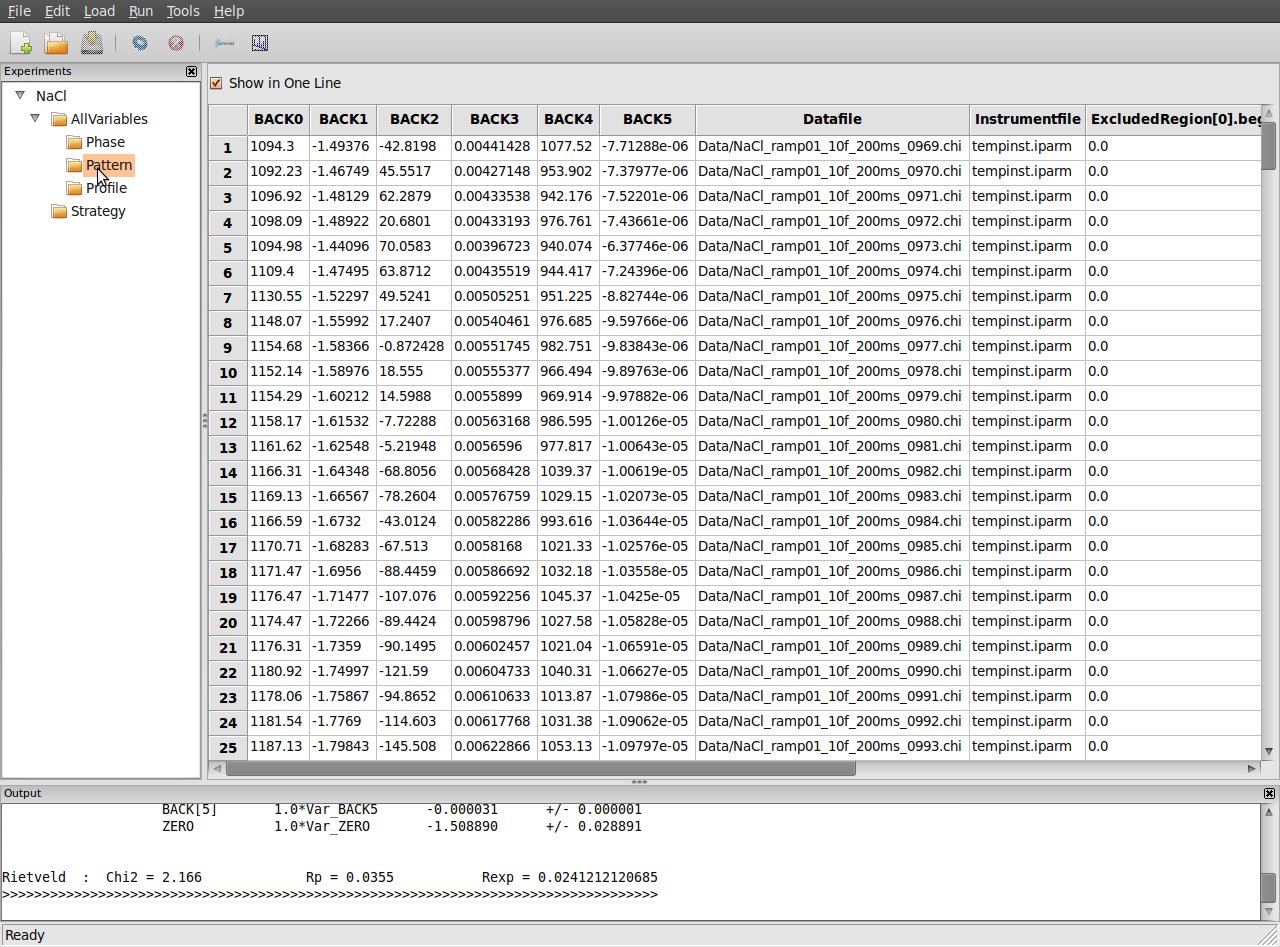 File Edit Load Run Tools Help
Experiments
NaCl
AllVariables
Phase
Pattern
Profile
Strategy
Show in One Line
BACK0 BACK1 BACK2 BACK3 BACK4 BACK5 Datafile Instrumentfile ExcludedRegion[0].beg
1 1094.3 -1.49376 -42.8198 0.00441428 1077.52 -7.71288e-06 Data/NaCl_ramp01_10f_200ms_0969.chi tempinst.iparm 0.0
2 1092.23 -1.46749 45.5517 0.00427148 953.902 -7.37977e-06 Data/NaCl_ramp01_10f_200ms_0970.chi tempinst.iparm 0.0
3 1096.92 -1.48129 62.2879 0.00433538 942.176 -7.52201e-06 Data/NaCl_ramp01_10f_200ms_0971.chi tempinst.iparm 0.0
4 1098.09 -1.48922 20.6801 0.00433193 976.761 -7.43661e-06 Data/NaCl_ramp01_10f_200ms_0972.chi tempinst.iparm 0.0
5 1094.98 -1.44096 70.0583 0.00396723 940.074 -6.37746e-06 Data/NaCl_ramp01_10f_200ms_0973.chi tempinst.iparm 0.0
6 1109.4 -1.47495 63.8712 0.00435519 944.417 -7.24396e-06 Data/NaCl_ramp01_10f_200ms_0974.chi tempinst.iparm 0.0
7 1130.55 -1.52297 49.5241 0.00505251 951.225 -8.82744e-06 Data/NaCl_ramp01_10f_200ms_0975.chi tempinst.iparm 0.0
8 1148.07 -1.55992 17.2407 0.00540461 976.685 -9.59766e-06 Data/NaCl_ramp01_10f_200ms_0976.chi tempinst.iparm 0.0
9 1154.68 -1.58366 -0.872428 0.00551745 982.751 -9.83843e-06 Data/NaCl_ramp01_10f_200ms_0977.chi tempinst.iparm 0.0
10 1152.14 -1.58976 18.555 0.00555377 966.494 -9.89763e-06 Data/NaCl_ramp01_10f_200ms_0978.chi tempinst.iparm 0.0
11 1154.29 -1.60212 14.5988 0.0055899 969.914 -9.97882e-06 Data/NaCl_ramp01_10f_200ms_0979.chi tempinst.iparm 0.0
12 1158.17 -1.61532 -7.72288 0.00563168 986.595 -1.00126e-05 Data/NaCl_ramp01_10f_200ms_0980.chi tempinst.iparm 0.0
13 1161.62 -1.62548 -5.21948 0.0056596 977.817 -1.00643e-05 Data/NaCl_ramp01_10f_200ms_0981.chi tempinst.iparm 0.0
14 1166.31 -1.64348 -68.8056 0.00568428 1039.37 -1.00619e-05 Data/NaCl_ramp01_10f_200ms_0982.chi tempinst.iparm 0.0
15 1169.13 -1.66567 -78.2604 0.00576759 1029.15 -1.02073e-05 Data/NaCl_ramp01_10f_200ms_0983.chi tempinst.iparm 0.0
16 1166.59 -1.6732 -43.0124 0.00582286 993.616 -1.03644e-05 Data/NaCl_ramp01_10f_200ms_0984.chi tempinst.iparm 0.0
17 1170.71 -1.68283 -67.513 0.0058168 1021.33 -1.02576e-05 Data/NaCl_ramp01_10f_200ms_0985.chi tempinst.iparm 0.0
18 1171.47 -1.6956 -88.4459 0.00586692 1032.18 -1.03558e-05 Data/NaCl_ramp01_10f_200ms_0986.chi tempinst.iparm 0.0
19 1176.47 -1.71477 -107.076 0.00592256 1045.37 -1.0425e-05 Data/NaCl_ramp01_10f_200ms_0987.chi tempinst.iparm 0.0
20 1174.47 -1.72266 -89.4424 0.00598796 1027.58 -1.05828e-05 Data/NaCl_ramp01_10f_200ms_0988.chi tempinst.iparm 0.0
21 1176.31 -1.7359 -90.1495 0.00602457 1021.04 -1.06591e-05 Data/NaCl_ramp01_10f_200ms_0989.chi tempinst.iparm 0.0
22 1180.92 -1.74997 -121.59 0.00604733 1040.31 -1.06627e-05 Data/NaCl_ramp01_10f_200ms_0990.chi tempinst.iparm 0.0
23 1178.06 -1.75867 -94.8652 0.00610633 1013.87 -1.07986e-05 Data/NaCl_ramp01_10f_200ms_0991.chi tempinst.iparm 0.0
24 1181.54 -1.7769 -114.603 0.00617768 1031.38 -1.09062e-05 Data/NaCl_ramp01_10f_200ms_0992.chi tempinst.iparm 0.0
25 1187.13 -1.79843 -145.508 0.00622866 1053.13 -1.09797e-05 Data/NaCl_ramp01_10f_200ms_0993.chi tempinst.iparm 0.0
Output
BACK[5] 1.0*Var_BACK5 -0.000031 +/- 0.000001
ZERO 1.0*Var_ZERO -1.508890 +/- 0.028891
Rietveld : Chi2 = 2.166 Rp = 0.0355 Rexp = 0.0241212120685
>>>>>>>>>>>>>>>>>>>>>>>>>>>>>>>>>>>>>>>>>>>>>>>>>>>>>>>>>>>>>>>>>>>>>>>>>>>>>>>>>>
Ready